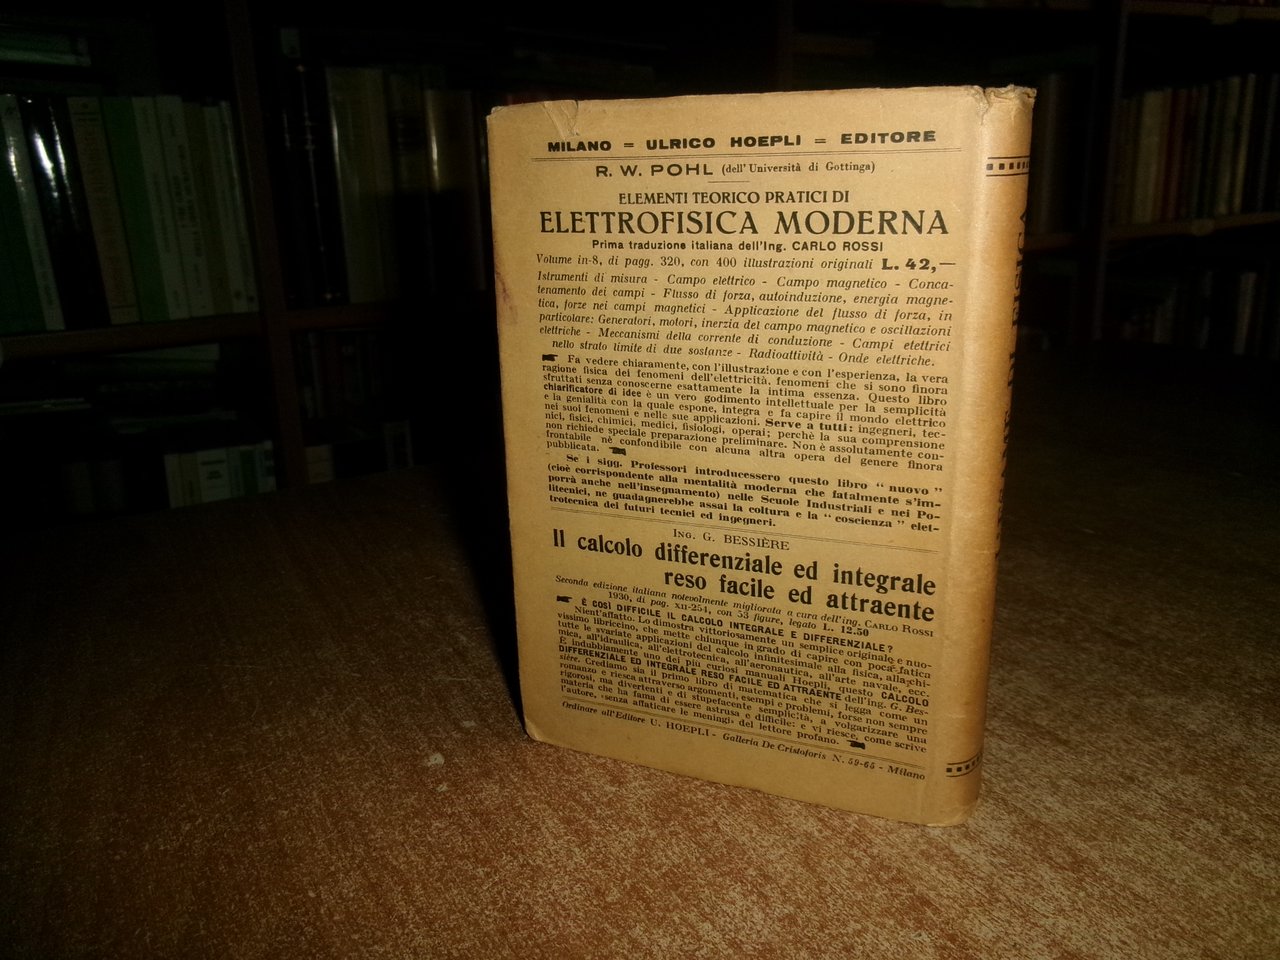 MILANO = ULRICO HOEPLI = EDITORE
R. W. POHL (dell'Università di Gottinga)
ELEMENTI TEORICO PRATICI DI
ELETTROFISICA MODERNA
Prima traduzione italiana dell'Ing. CARLO ROSSI
Volume in-8, di pagg. 320, con 400 illustrazioni originali L. 42,—
Istrumenti di misura - Campo elettrico - Campo magnetico - Conca-
tenamento dei campi - Flusso di forza, autoinduzione, energia magne-
tica, forze nei campi magnetici - Applicazione del flusso di forza, in
particolare: Generatori, motori, inerzia del campo magnetico e oscillazioni
elettriche - Meccanismi della corrente di conduzione - Campi elettrici
nello strato limite di due sostanze - Radioattività - Onde elettriche.
Fa vedere chiaramente, con l'illustrazione e con l'esperienza, la vera
ragione fisica dei fenomeni dell'elettricità, fenomeni che si sono finora
sfruttati senza conoscerne esattamente la intima essenza. Questo libro
chiarificatore di idee è un vero godimento intellettuale per la semplicità
e la genialità con la quale espone, integra e fa capire il mondo elettrico
nei suoi fenomeni e nelle sue applicazioni. Serve a tutti: ingegneri, tec-
nici, fisici, chimici, medici, fisiologi, operai; perchè la sua comprensione
non richiede speciale preparazione preliminare. Non è assolutamente con-
frontabile nè confondibile con alcuna altra opera del genere finora
pubblicata.
Se i sigg. Professori introducessero questo libro "nuovo"
(cioè corrispondente alla mentalità moderna che fatalmente s'im-
porrà anche nell'insegnamento) nelle Scuole Industriali e nei Po-
litecnici, ne guadagnerebbe assai la coltura e la "coscienza" elet-
trotecnica dei futuri tecnici ed ingegneri.
ING. G. BESSIÈRE
Il calcolo differenziale ed integrale
reso facile ed attraente
Seconda edizione italiana notevolmente migliorata a cura dell'ing. CARLO ROSSI
1930, di pag. XII-254, con 53 figure, legato L. 12.50
È COSÌ DIFFICILE IL CALCOLO INTEGRALE E DIFFERENZIALE?
Nient'affatto. Lo dimostra vittoriosamente un semplice originale e nuo-
vissimo libriccino, che mette chiunque in grado di capire con poca fatica
tutte le svariate applicazioni del calcolo infinitesimale alla fisica, alla chi-
mica, all'idraulica, all'elettrotecnica, all'aeronautica, all'arte navale, ecc.
È indubbiamente uno dei più curiosi manuali Hoepli, questo CALCOLO
DIFFERENZIALE ED INTEGRALE RESO FACILE ED ATTRAENTE dell'ing. G. Bes-
sière. Crediamo sia il primo libro di matematica che si legga come un
romanzo e riesca attraverso argomenti, esempi e problemi, forse non sempre
rigorosi, ma divertenti e di stupefacente semplicità, a volgarizzare una
materia che ha fama di essere astrusa e difficile: e vi riesce, come scrive
l'autore, senza affaticare le meningi del lettore profano.
Ordinare all'Editore U. HOEPLI - Galleria De Cristoforis N. 59-65 - Milano